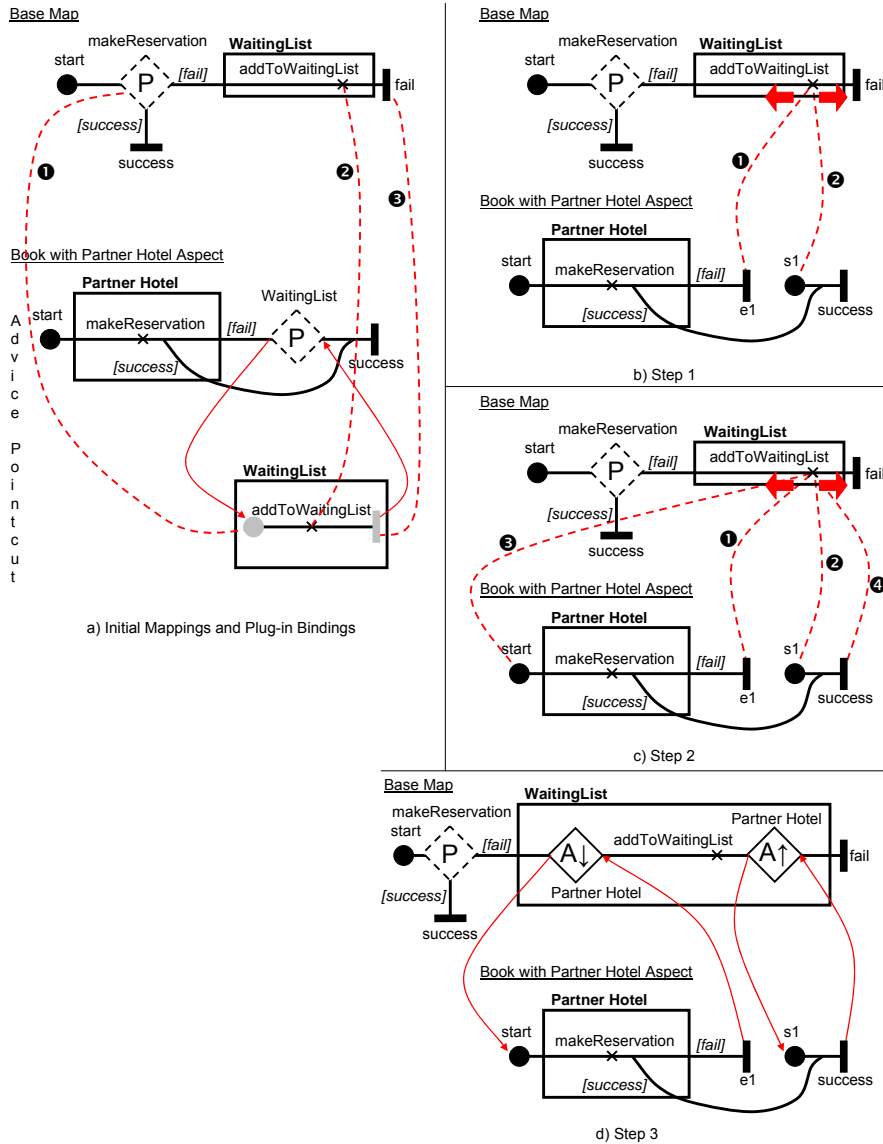 Base Map
makeReservation
start
WaitingList
addToWaitingList
P
[fail]
fail
[success]
success
❶
❷
❸
Book with Partner Hotel Aspect
Partner Hotel
WaitingList
start
makeReservation
[fail]
P
[success]
success
Advice Pointcut
WaitingList
addToWaitingList
a) Initial Mappings and Plug-in Bindings
Base Map
makeReservation
start
WaitingList
addToWaitingList
P
[fail]
fail
[success]
success
❶
❷
Book with Partner Hotel Aspect
Partner Hotel
start
makeReservation
[fail]
s1
[success]
e1
success
b) Step 1
Base Map
makeReservation
start
WaitingList
addToWaitingList
P
[fail]
fail
[success]
success
❸
❶
❷
❹
Book with Partner Hotel Aspect
Partner Hotel
start
makeReservation
[fail]
s1
[success]
e1
success
c) Step 2
Base Map
WaitingList
makeReservation
start
Partner Hotel
[fail]
addToWaitingList
P
A↓
A↑
fail
Partner Hotel
[success]
success
Book with Partner Hotel Aspect
Partner Hotel
start
makeReservation
[fail]
s1
[success]
e1
success
d) Step 3